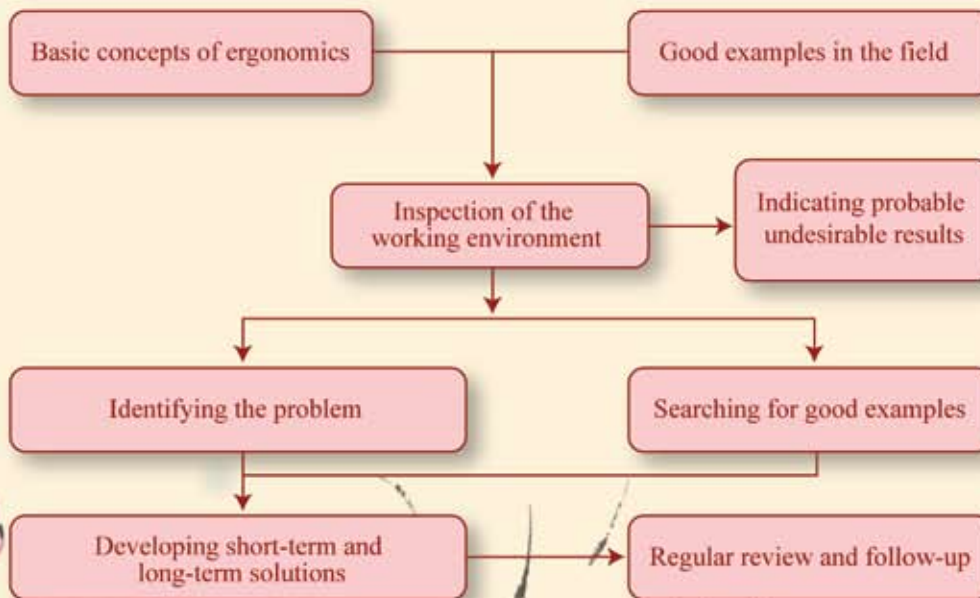 Basic concepts of ergonomics
Good examples in the field
Inspection of the
working environment
Indicating probable
undesirable results
Identifying the problem
Searching for good examples
Developing short-term and
long-term solutions
Regular review and follow-up